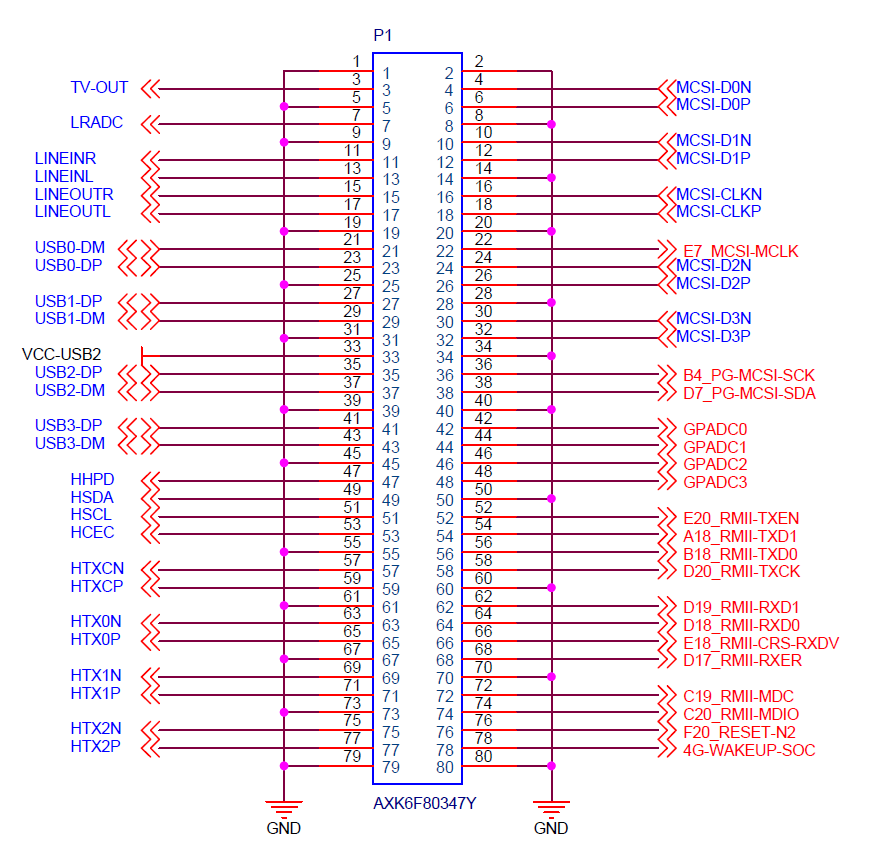 P1
1 2
1 2
3 4
TV-OUT 3 4 MCSI-D0N
5 6
5 6 MCSI-D0P
7 8
LRADC 7 8
9 10
9 10 MCSI-D1N
11 12
LINEINR 11 12 MCSI-D1P
13 14
LINEINL 13 14
15 16
LINEOUTR 15 16 MCSI-CLKN
17 18
LINEOUTL 17 18 MCSI-CLKP
19 20
19 20
21 22
USB0-DM 21 22 E7_MCSI-MCLK
23 24
USB0-DP 23 24 MCSI-D2N
25 26
25 26 MCSI-D2P
27 28
USB1-DP 27 28
29 30
USB1-DM 29 30 MCSI-D3N
31 32
31 32 MCSI-D3P
33 34
VCC-USB2 33 34
35 36
USB2-DP 35 36 B4_PG-MCSI-SCK
37 38
USB2-DM 37 38 D7_PG-MCSI-SDA
39 40
39 40
41 42
USB3-DP 41 42 GPADC0
43 44
USB3-DM 43 44 GPADC1
45 46
45 46 GPADC2
47 48
HHPD 47 48 GPADC3
49 50
HSDA 49 50
51 52
HSCL 51 52 E20_RMII-TXEN
53 54
HCEC 53 54 A18_RMII-TXD1
55 56
55 56 B18_RMII-TXD0
57 58
HTXCN 57 58 D20_RMII-TXCK
59 60
HTXCP 59 60
61 62
61 62 D19_RMII-RXD1
63 64
HTX0N 63 64 D18_RMII-RXD0
65 66
HTX0P 65 66 E18_RMII-CRS-RXDV
67 68
67 68 D17_RMII-RXER
69 70
HTX1N 69 70
71 72
HTX1P 71 72 C19_RMII-MDC
73 74
73 74 C20_RMII-MDIO
75 76
HTX2N 75 76 F20_RESET-N2
77 78
HTX2P 77 78 4G-WAKEUP-SOC
79 80
79 80
AXK6F80347Y
GND GND